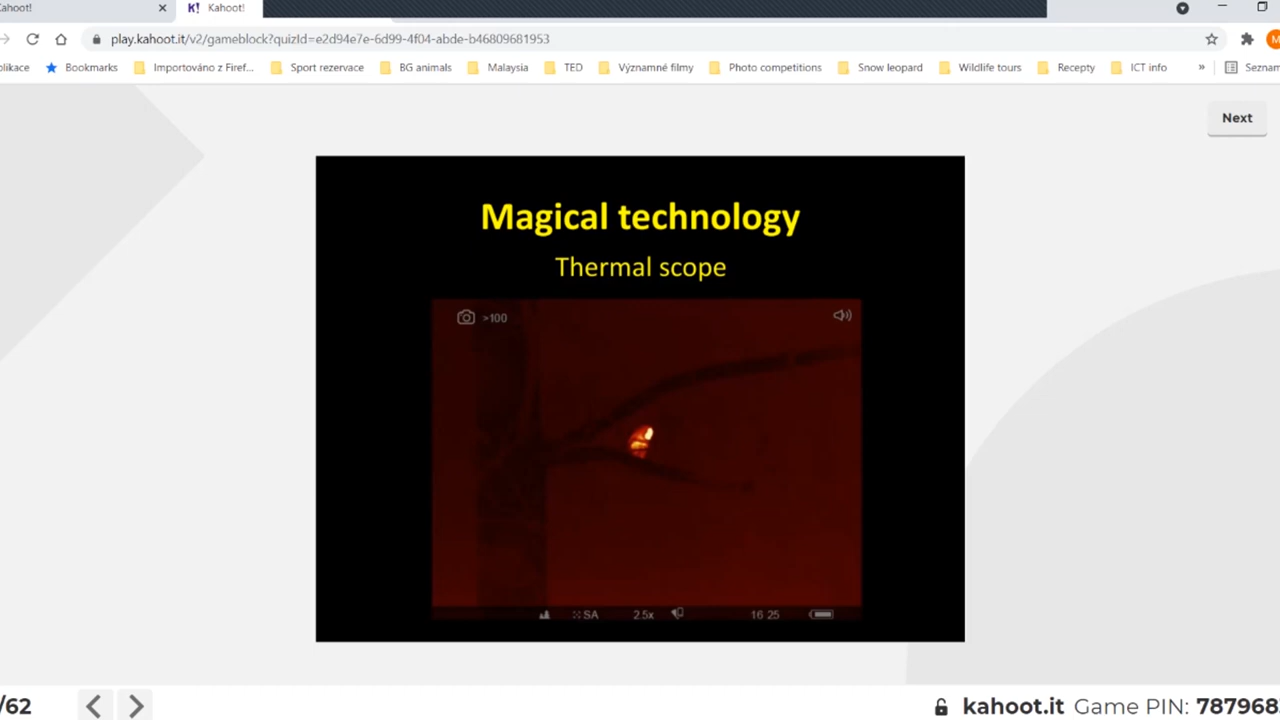 Kahoot!
Kahoot!
play.kahoot.it/v2/gameblock?quizId=e2d94e7e-6d99-4f04-abde-b46809681953
plikace Bookmarks Importováno z Firef... Sport rezervace BG animals Malaysia TED Významné filmy Photo competitions Snow leopard Wildlife tours Recepty ICT info » Seznam
Next
Magical technology
Thermal scope
>100
SA 2.5x 16 25
/62
kahoot.it Game PIN: 787968